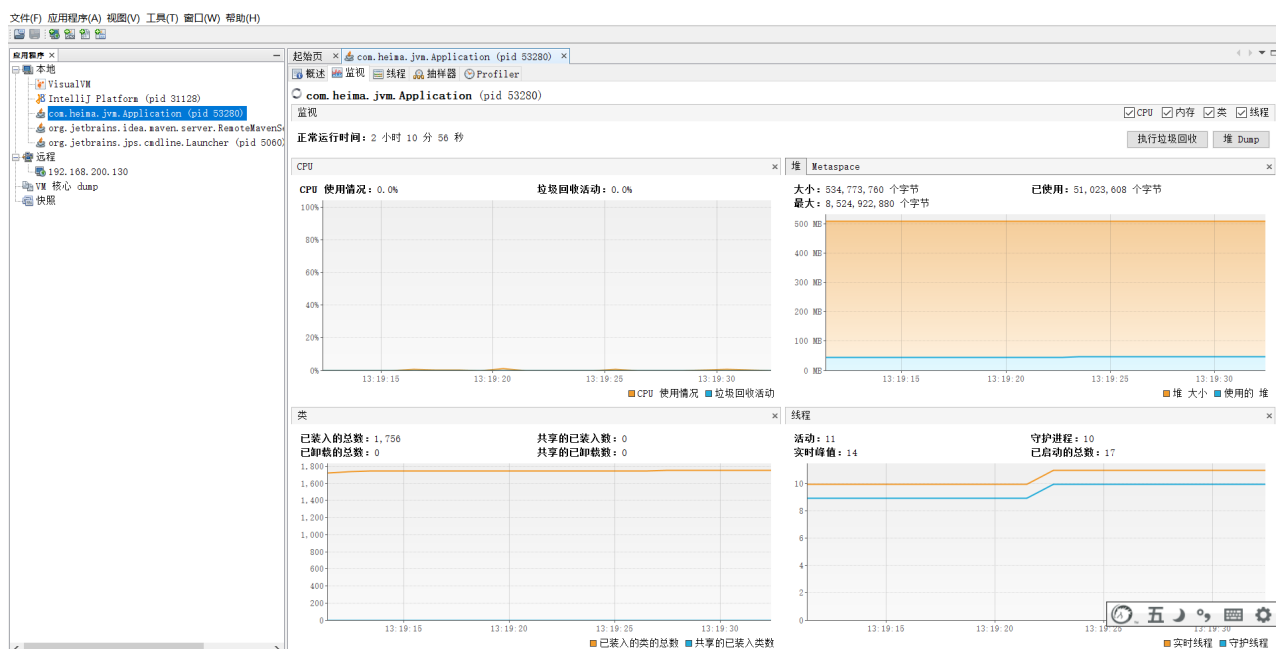 文件(F) 应用程序(A) 视图(V) 工具(T) 窗口(W) 帮助(H)
应用程序 ×
本地
VisualVM
IntelliJ Platform (pid 31128)
com.heima.jvm.Application (pid 53280)
org.jetbrains.idea.maven.server.RemoteMavenSe
org.jetbrains.jps.cmdline.Launcher (pid 5060)
远程
192.168.200.130
VM 核心 dump
快照
起始页 × com.heima.jvm.Application (pid 53280) ×
概述 监视 线程 抽样器 Profiler
com.heima.jvm.Application (pid 53280)
监视 CPU 内存 类 线程
正常运行时间: 2 小时 10 分 56 秒 执行垃圾回收 堆 Dump
CPU ×
CPU 使用情况: 0.0% 垃圾回收活动: 0.0%
100%
80%
60%
40%
20%
0%
13:19:15 13:19:20 13:19:25 13:19:30
CPU 使用情况 垃圾回收活动
堆 Metaspace ×
大小: 534,773,760 个字节 已使用: 51,023,608 个字节
最大: 8,524,922,880 个字节
500 MB
400 MB
300 MB
200 MB
100 MB
0 MB
13:19:15 13:19:20 13:19:25 13:19:30
堆 大小 使用的 堆
类 ×
已装入的总数: 1,756 共享的已装入数: 0
已卸载的总数: 0 共享的已卸载数: 0
1,800
1,600
1,400
1,200
1,000
800
600
400
200
0
13:19:15 13:19:20 13:19:25 13:19:30
已装入的类的总数 共享的已装入类数
线程 ×
活动: 11 守护进程: 10
实时峰值: 14 已启动的总数: 17
10
8
6
4
2
0
13:19:15 13:19:20 13:19:25 13:19:30
实时线程 守护线程
五